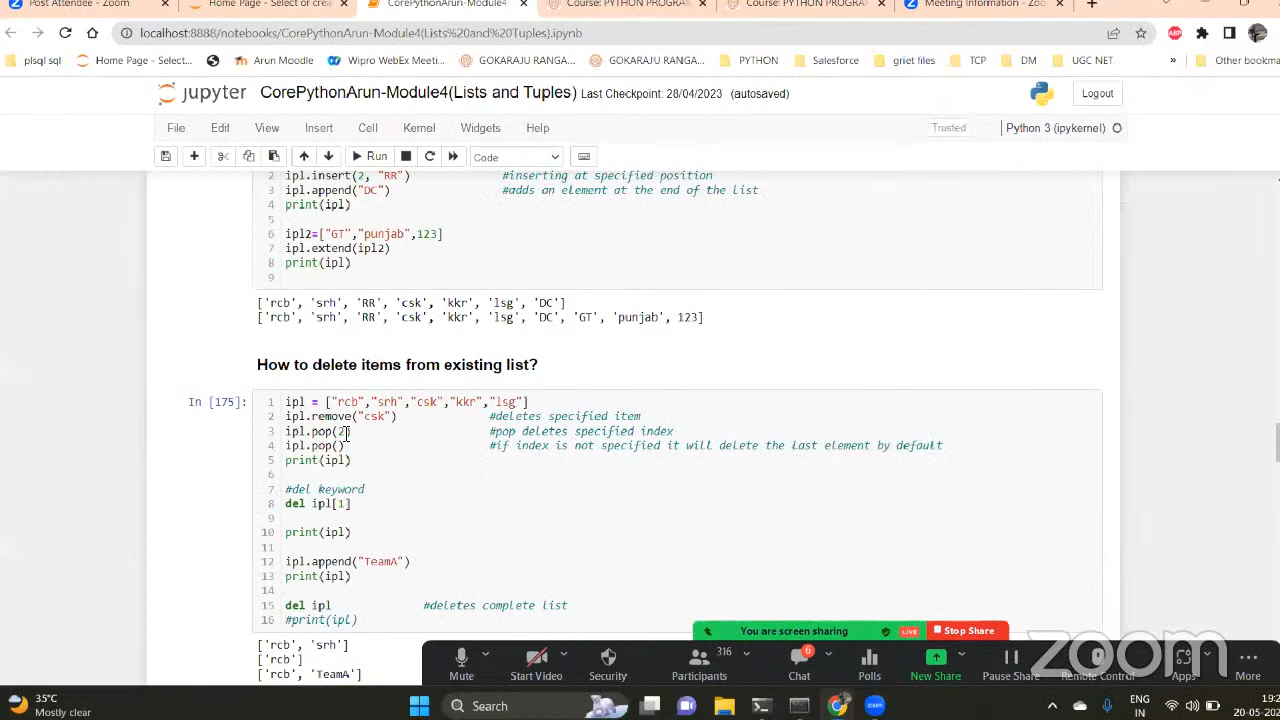 Post Attendee - Zoom
Home Page - Select or creat
CorePythonArun-Module4
Course: PYTHON PROGRAM
Course: PYTHON PROGRAM
Meeting Information - Zoom
localhost:8888/notebooks/CorePythonArun-Module4(Lists%20and%20Tuples).ipynb
plsql sql
Home Page - Select...
Arun Moodle
Wipro WebEx Meeti...
GOKARAJU RANGA...
GOKARAJU RANGA...
PYTHON
Salesforce
griet files
TCP
DM
UGC NET
»
Other bookma
jupyter CorePythonArun-Module4(Lists and Tuples) Last Checkpoint: 28/04/2023 (autosaved)
Logout
File Edit View Insert Cell Kernel Widgets Help
Trusted
Python 3 (ipykernel)
Run
Code
2 ipl.insert(2, "RR") #inserting at specified position
3 ipl.append("DC") #adds an element at the end of the list
4 print(ipl)
5
6 ipl2=["GT","punjab",123]
7 ipl.extend(ipl2)
8 print(ipl)
9
['rcb', 'srh', 'RR', 'csk', 'kkr', 'lsg', 'DC']
['rcb', 'srh', 'RR', 'csk', 'kkr', 'lsg', 'DC', 'GT', 'punjab', 123]
How to delete items from existing list?
In [175]:
1 ipl = ["rcb","srh","csk","kkr","lsg"]
2 ipl.remove("csk") #deletes specified item
3 ipl.pop(2) #pop deletes specified index
4 ipl.pop() #if index is not specified it will delete the last element by default
5 print(ipl)
6
7 #del keyword
8 del ipl[1]
9
10 print(ipl)
11
12 ipl.append("TeamA")
13 print(ipl)
14
15 del ipl #deletes complete list
16 #print(ipl)
['rcb', 'srh']
['rcb']
['rcb', 'TeamA']
You are screen sharing
LIVE
Stop Share
Mute
Start Video
Security
316
Participants
6
Chat
Polls
New Share
Pause Share
Remote Control
Apps
More
zoom
35°C
Mostly clear
Search
ENG
IN
20-05-202